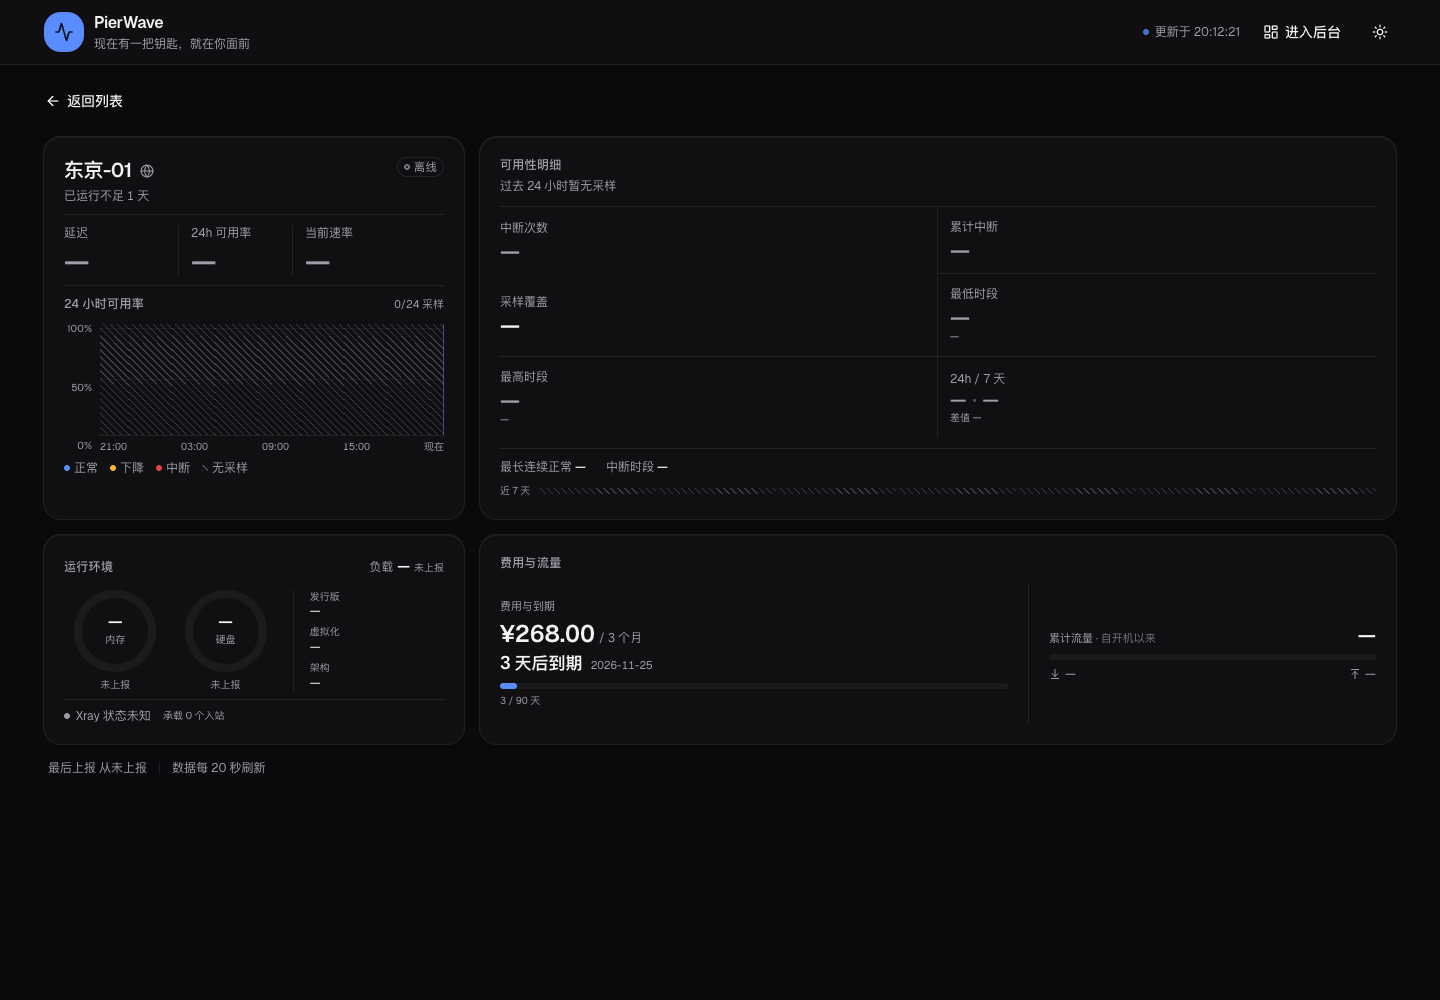 PierWave
现在有一把钥匙，就在你面前
更新于 20:12:21
进入后台
返回列表
东京-01
离线
已运行不足 1 天
延迟
24h 可用率
当前速率
—
—
—
24 小时可用率
0/24 采样
100%
50%
0%
21:00
03:00
09:00
15:00
现在
正常
下降
中断
无采样
可用性明细
过去 24 小时暂无采样
中断次数
—
累计中断
—
采样覆盖
—
最低时段
—
—
最高时段
—
—
24h / 7 天
— · —
差值 —
最长连续正常 —
中断时段 —
近 7 天
运行环境
负载 — 未上报
—
内存
未上报
—
硬盘
未上报
发行版
—
虚拟化
—
架构
—
Xray 状态未知
承载 0 个入站
费用与流量
费用与到期
¥268.00 / 3 个月
3 天后到期 2026-11-25
3 / 90 天
累计流量 · 自开机以来
—
—
—
最后上报 从未上报
数据每 20 秒刷新